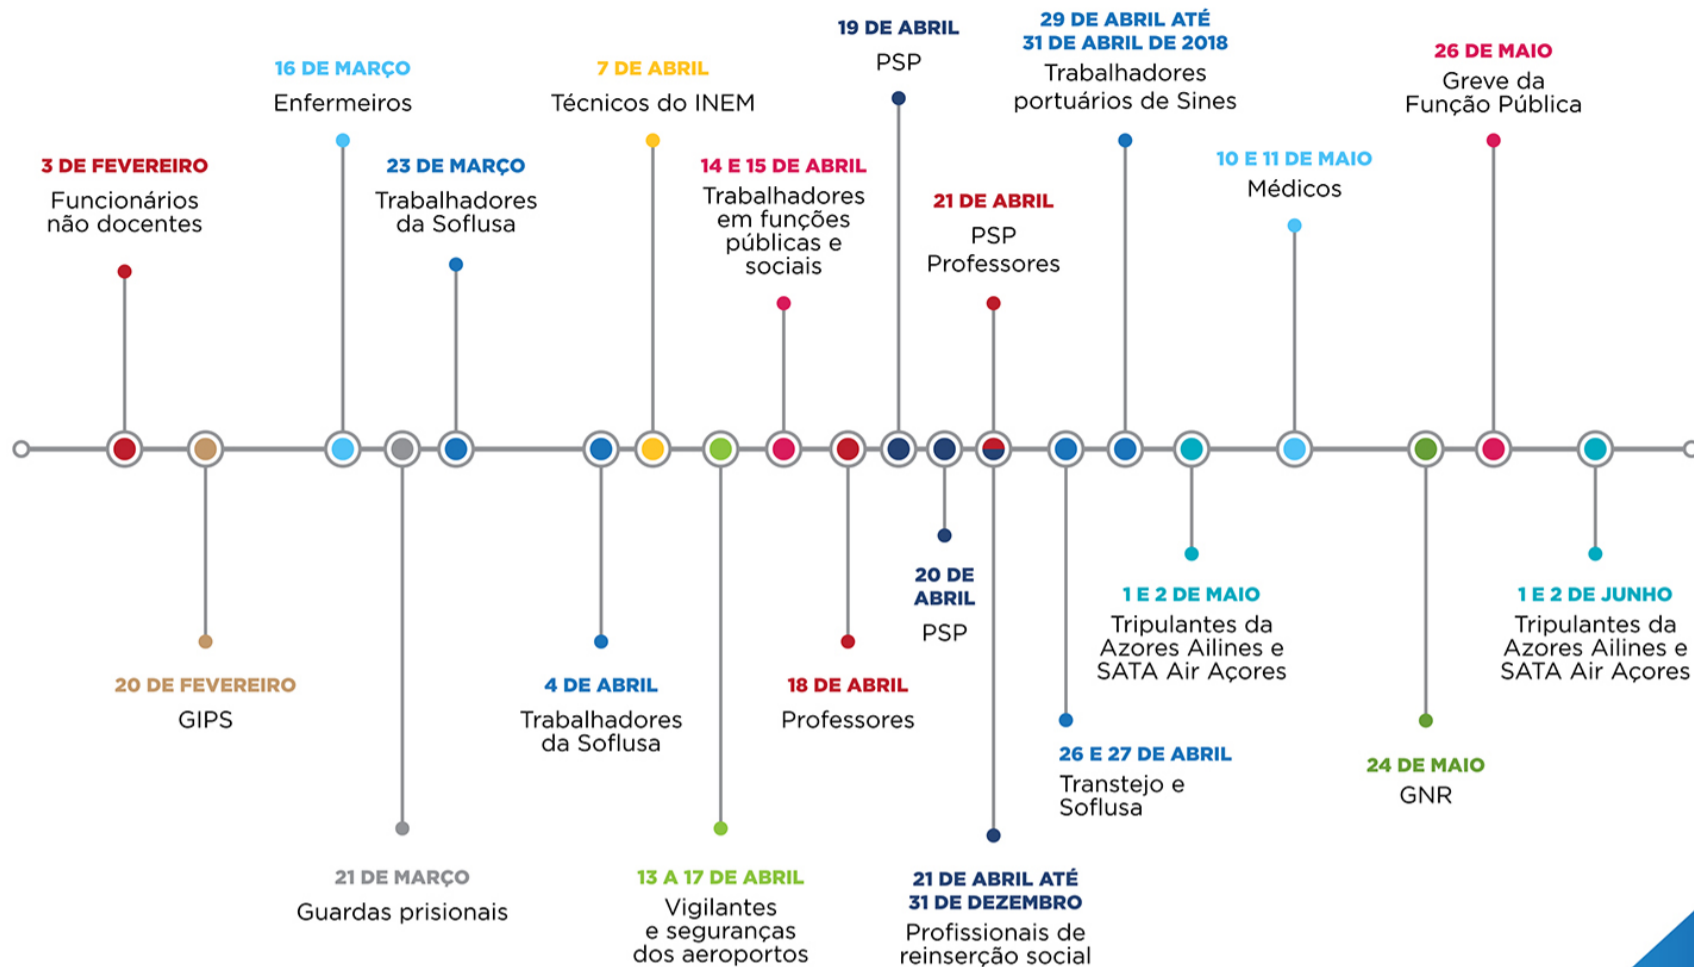 3 DE FEVEREIRO
Funcionários
não docentes
20 DE FEVEREIRO
GIPS
16 DE MARÇO
Enfermeiros
21 DE MARÇO
Guardas prisionais
23 DE MARÇO
Trabalhadores
da Soflusa
4 DE ABRIL
Trabalhadores
da Soflusa
7 DE ABRIL
Técnicos do INEM
13 A 17 DE ABRIL
Vigilantes
e seguranças
dos aeroportos
14 E 15 DE ABRIL
Trabalhadores
em funções
públicas e
sociais
18 DE ABRIL
Professores
19 DE ABRIL
PSP
20 DE
ABRIL
PSP
21 DE ABRIL
PSP
Professores
21 DE ABRIL ATÉ
31 DE DEZEMBRO
Profissionais de
reinserção social
26 E 27 DE ABRIL
Transtejo e
Soflusa
29 DE ABRIL ATÉ
31 DE ABRIL DE 2018
Trabalhadores
portuários de Sines
1 E 2 DE MAIO
Tripulantes da
Azores Ailines e
SATA Air Açores
10 E 11 DE MAIO
Médicos
24 DE MAIO
GNR
26 DE MAIO
Greve da
Função Pública
1 E 2 DE JUNHO
Tripulantes da
Azores Ailines e
SATA Air Açores